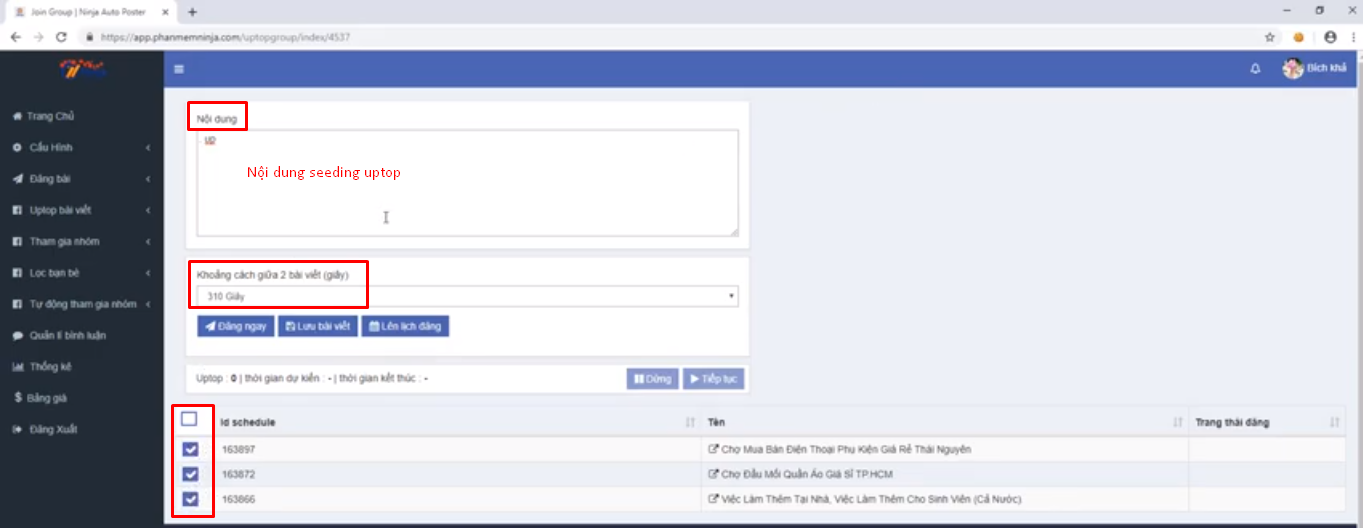 Join Group | Ninja Auto Poster
https://app.phanmemninja.com/uptopgroup/index/4537
Bích khả
Trang Chủ
Cấu Hình
Đăng bài
Uptop bài viết
Tham gia nhóm
Lọc bạn bè
Tự động tham gia nhóm
Quản lí bình luận
Thống kê
$ Bảng giá
Đăng Xuất
Nội dung
up
Nội dung seeding uptop
Khoảng cách giữa 2 bài viết (giây)
310 Giây
Đăng ngay Lưu bài viết Lên lịch đăng
Uptop : 0 | thời gian dự kiến : - | thời gian kết thúc : - Dừng Tiếp tục
Id schedule Tên Trang thái đăng
163897 Chợ Mua Bán Điện Thoại Phụ Kiện Giá Rẻ Thái Nguyên
163872 Chợ Đầu Mối Quần Áo Giá Sỉ TP.HCM
163866 Việc Làm Thêm Tại Nhà, Việc Làm Thêm Cho Sinh Viên (Cả Nước)